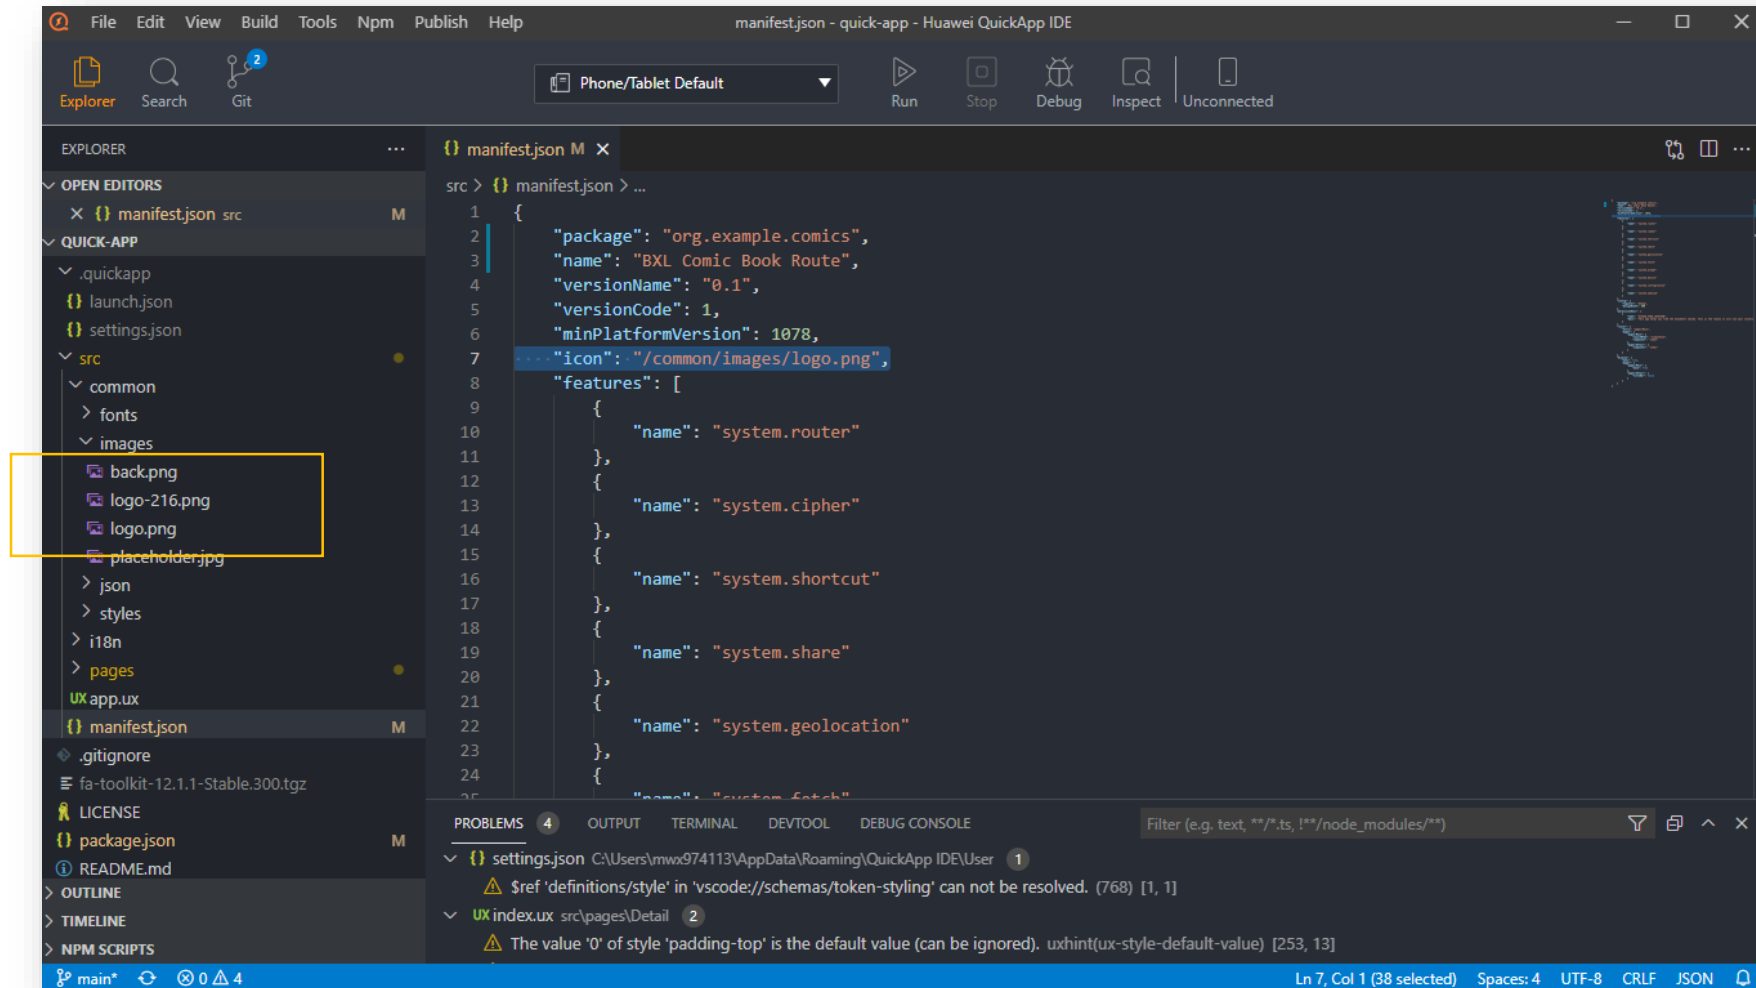 File Edit View Build Tools Npm Publish Help
manifest.json - quick-app - Huawei QuickApp IDE
Explorer
Search
2
Git
Phone/Tablet Default
Run
Stop
Debug
Inspect
Unconnected
EXPLORER
OPEN EDITORS
{} manifest.json src M
QUICK-APP
.quickapp
{} launch.json
{} settings.json
src
common
fonts
images
back.png
logo-216.png
logo.png
placeholder.jpg
json
styles
i18n
pages
UX app.ux
{} manifest.json M
.gitignore
fa-toolkit-12.1.1-Stable.300.tgz
LICENSE
{} package.json M
README.md
OUTLINE
TIMELINE
NPM SCRIPTS
{} manifest.json M
src > {} manifest.json > ...
1 {
2 "package": "org.example.comics",
3 "name": "BXL Comic Book Route",
4 "versionName": "0.1",
5 "versionCode": 1,
6 "minPlatformVersion": 1078,
7 "icon": "/common/images/logo.png",
8 "features": [
9 {
10 "name": "system.router"
11 },
12 {
13 "name": "system.cipher"
14 },
15 {
16 "name": "system.shortcut"
17 },
18 {
19 "name": "system.share"
20 },
21 {
22 "name": "system.geolocation"
23 },
24 {
25 "name": "system.fetch"
PROBLEMS 4 OUTPUT TERMINAL DEVTOOL DEBUG CONSOLE
Filter (e.g. text, **/*.ts, !**/node_modules/**)
{} settings.json C:\Users\mwx974113\AppData\Roaming\QuickApp IDE\User 1
$ref 'definitions/style' in 'vscode://schemas/token-styling' can not be resolved. (768) [1, 1]
UX index.ux src\pages\Detail 2
The value '0' of style 'padding-top' is the default value (can be ignored). uxhint(ux-style-default-value) [253, 13]
main* 0 4
Ln 7, Col 1 (38 selected) Spaces: 4 UTF-8 CRLF JSON